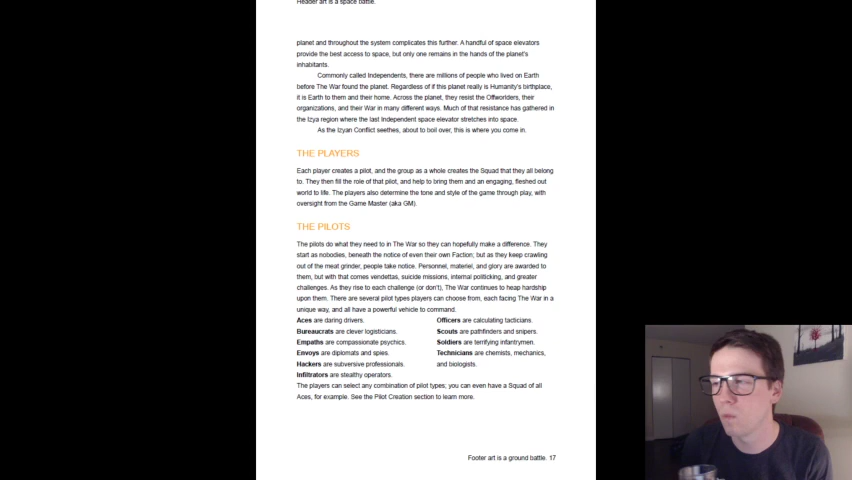 Header art is a space battle.
planet and throughout the system complicates this further. A handful of space elevators
provide the best access to space, but only one remains in the hands of the planet's
inhabitants.
Commonly called Independents, there are millions of people who lived on Earth
before The War found the planet. Regardless of if this planet really is Humanity's birthplace,
it is Earth to them and their home. Across the planet, they resist the Offworlders, their
organizations, and their War in many different ways. Much of that resistance has gathered in
the Izya region where the last Independent space elevator stretches into space.
As the Izyan Conflict seethes, about to boil over, this is where you come in.
THE PLAYERS
Each player creates a pilot, and the group as a whole creates the Squad that they all belong
to. They then fill the role of that pilot, and help to bring them and an engaging, fleshed out
world to life. The players also determine the tone and style of the game through play, with
oversight from the Game Master (aka GM).
THE PILOTS
The pilots do what they need to in The War so they can hopefully make a difference. They
start as nobodies, beneath the notice of even their own Faction; but as they keep crawling
out of the meat grinder, people take notice. Personnel, materiel, and glory are awarded to
them, but with that comes vendettas, suicide missions, internal politicking, and greater
challenges. As they rise to each challenge (or don't), The War continues to heap hardship
upon them. There are several pilot types players can choose from, each facing The War in a
unique way, and all have a powerful vehicle to command.
Aces are daring drivers.
Bureaucrats are clever logisticians.
Empaths are compassionate psychics.
Envoys are diplomats and spies.
Hackers are subversive professionals.
Infiltrators are stealthy operators.
Officers are calculating tacticians.
Scouts are pathfinders and snipers.
Soldiers are terrifying infantrymen.
Technicians are chemists, mechanics,
and biologists.
The players can select any combination of pilot types; you can even have a Squad of all
Aces, for example. See the Pilot Creation section to learn more.
Footer art is a ground battle. 17